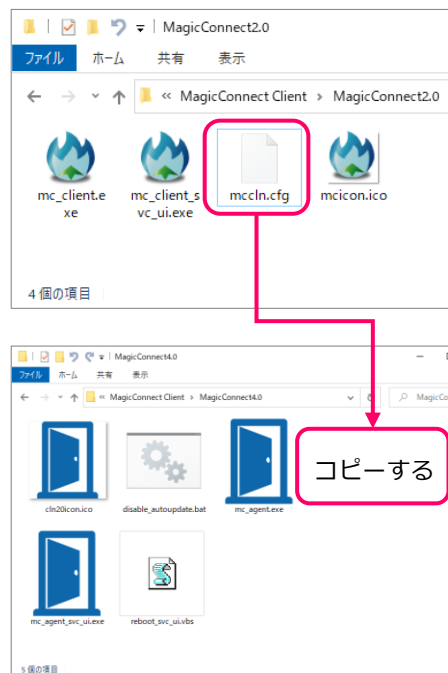 MagicConnect2.0
ファイル ホーム 共有 表示
« MagicConnect Client › MagicConnect2.0
mc_client.e
xe
mc_client_s
vc_ui.exe
mccln.cfg
mcicon.ico
4 個の項目
MagicConnect4.0
ファイル ホーム 共有 表示
« MagicConnect Client › MagicConnect4.0
MagicCo
コピーする
cln20icon.ico
disable_autoupdate.bat
mc_agent.exe
mc_agent_svc_ui.exe
reboot_svc_ui.vbs
5 個の項目